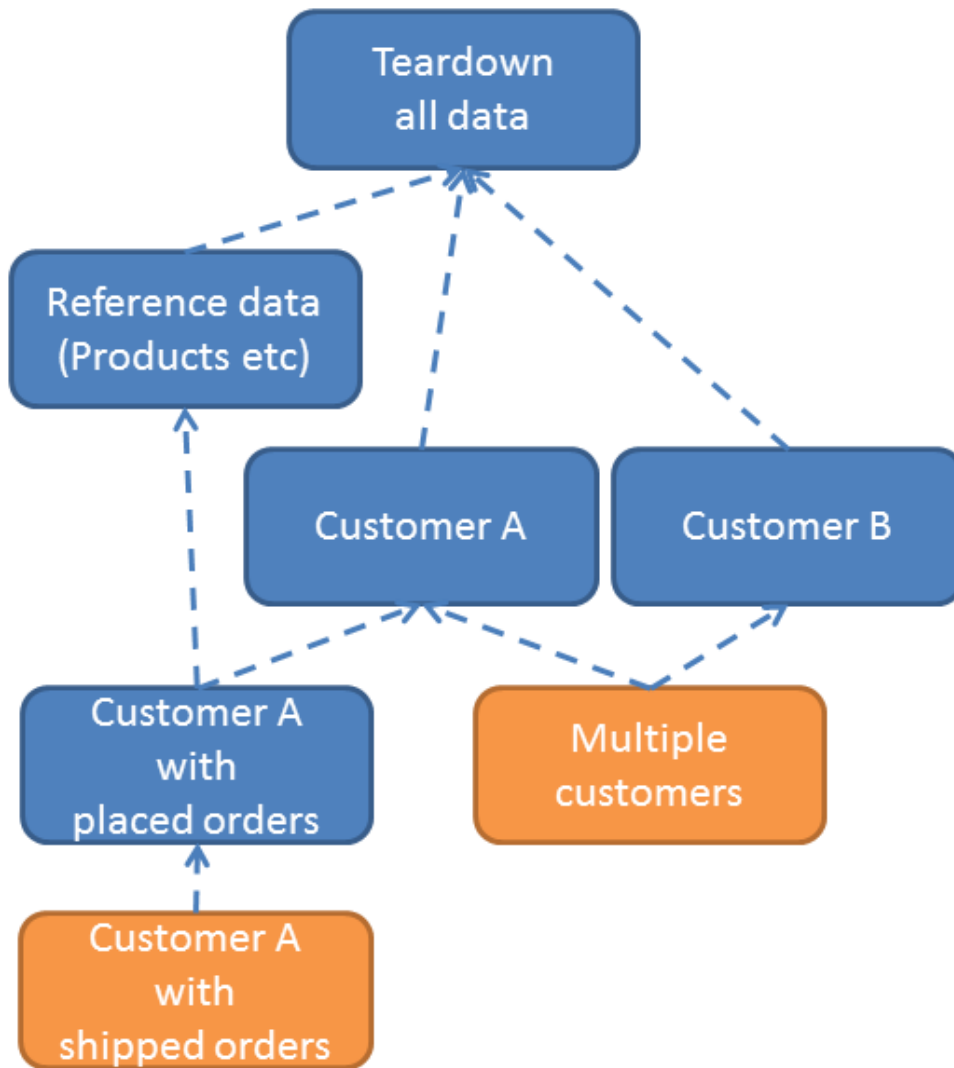 Teardown
all data
Reference data
(Products etc)
Customer A
Customer B
Customer A
with
placed orders
Multiple
customers
Customer A
with
shipped orders